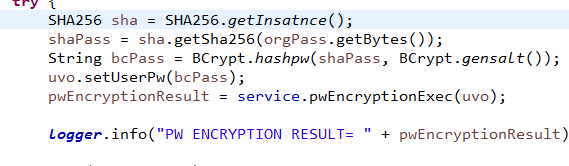 try {
SHA256 sha = SHA256.getInsatnce();
shaPass = sha.getSha256(orgPass.getBytes());
String bcPass = BCrypt.hashpw(shaPass, BCrypt.gensalt());
uvo.setUserPw(bcPass);
pwEncryptionResult = service.pwEncryptionExec(uvo);
logger.info("PW ENCRYPTION RESULT= " + pwEncryptionResult)